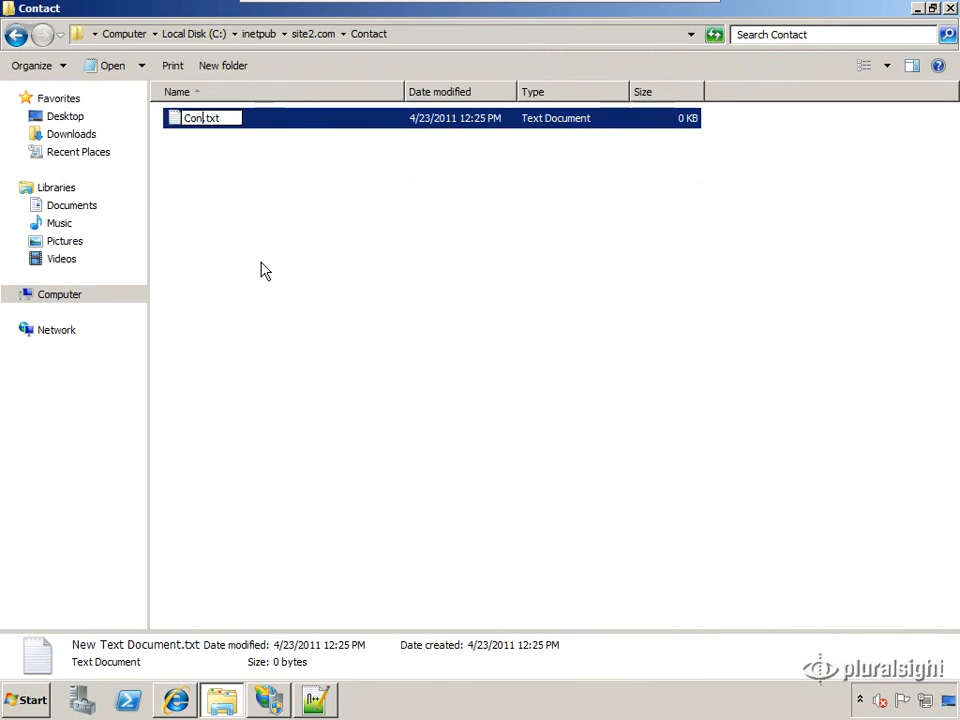 Contact
Computer Local Disk (C:) inetpub site2.com Contact
Search Contact
Organize Open Print New folder
Name Date modified Type Size
Con.txt 4/23/2011 12:25 PM Text Document 0 KB
Favorites
Desktop
Downloads
Recent Places
Libraries
Documents
Music
Pictures
Videos
Computer
Network
New Text Document.txt Date modified: 4/23/2011 12:25 PM Date created: 4/23/2011 12:25 PM
Text Document Size: 0 bytes
pluralsight
Start